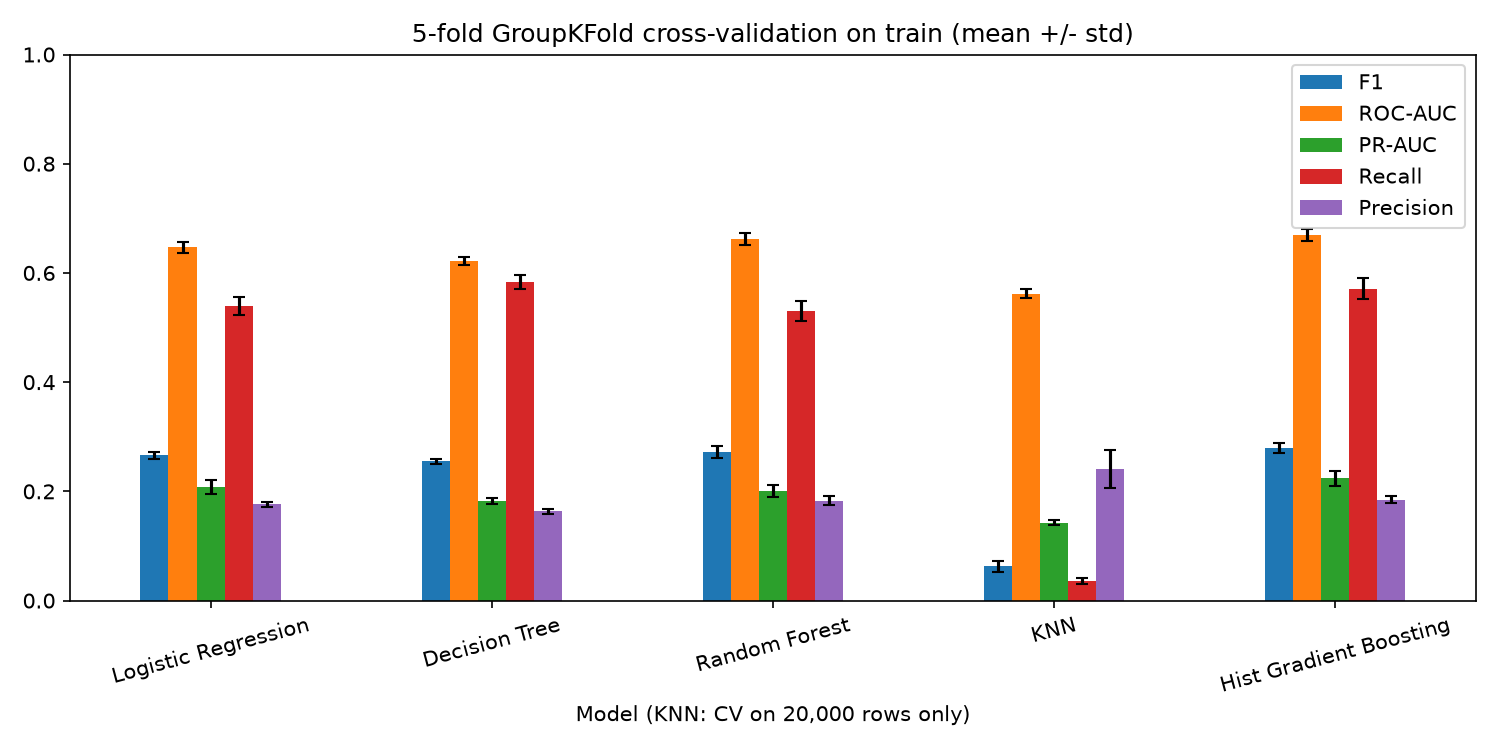 5-fold GroupKFold cross-validation on train (mean +/- std)
1.0
0.8
0.6
0.4
0.2
0.0
F1
ROC-AUC
PR-AUC
Recall
Precision
Logistic Regression
Decision Tree
Random Forest
KNN
Hist Gradient Boosting
Model (KNN: CV on 20,000 rows only)